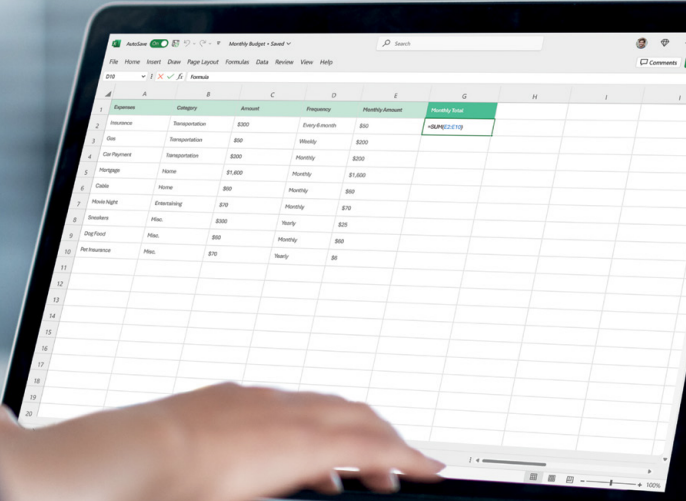 AutoSave On Monthly Budget • Saved Search
File Home Insert Draw Page Layout Formulas Data Review View Help Comments
D10 fx Formula
A B C D E G H I
1 Expenses Category Amount Frequency Monthly Amount Monthly Total
2 Insurance Transportation $300 Every 6 month $50 =SUM(E2:E10)
3 Gas Transportation $50 Weekly $200
4 Car Payment Transportation $200 Monthly $200
5 Mortgage Home $1,600 Monthly $1,600
6 Cable Home $60 Monthly $60
7 Movie Night Entertaining $70 Monthly $70
8 Sneakers Misc. $300 Yearly $25
9 Dog Food Misc. $60 Monthly $60
10 Pet Insurance Misc. $70 Yearly $6
11
12
13
14
15
16
17
18
19
20
100%